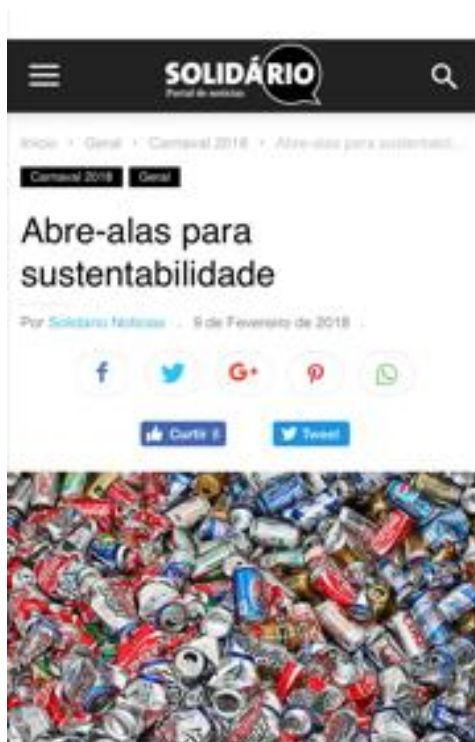 SOLIDÁRIO
Portal de notícias
Início › Geral › Carnaval 2018 › Abre-alas para sustentabil...
Carnaval 2018 Geral
Abre-alas para
sustentabilidade
Por Solidário Notícias - 9 de Fevereiro de 2018
Curtir Tweet